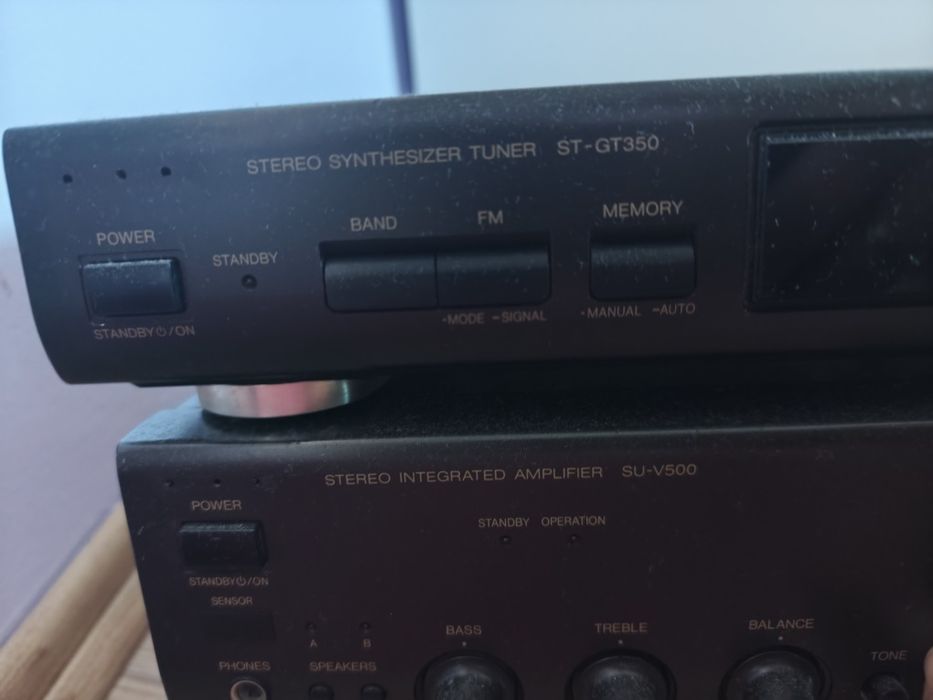 STEREO SYNTHESIZER TUNER ST-GT350
POWER
STANDBY
BAND
FM
MEMORY
STANDBY⏻/ON
-MODE -SIGNAL
-MANUAL -AUTO
STEREO INTEGRATED AMPLIFIER SU-V500
POWER
STANDBY OPERATION
STANDBY⏻/ON
SENSOR
A B
BASS
TREBLE
BALANCE
TONE
PHONES
SPEAKERS